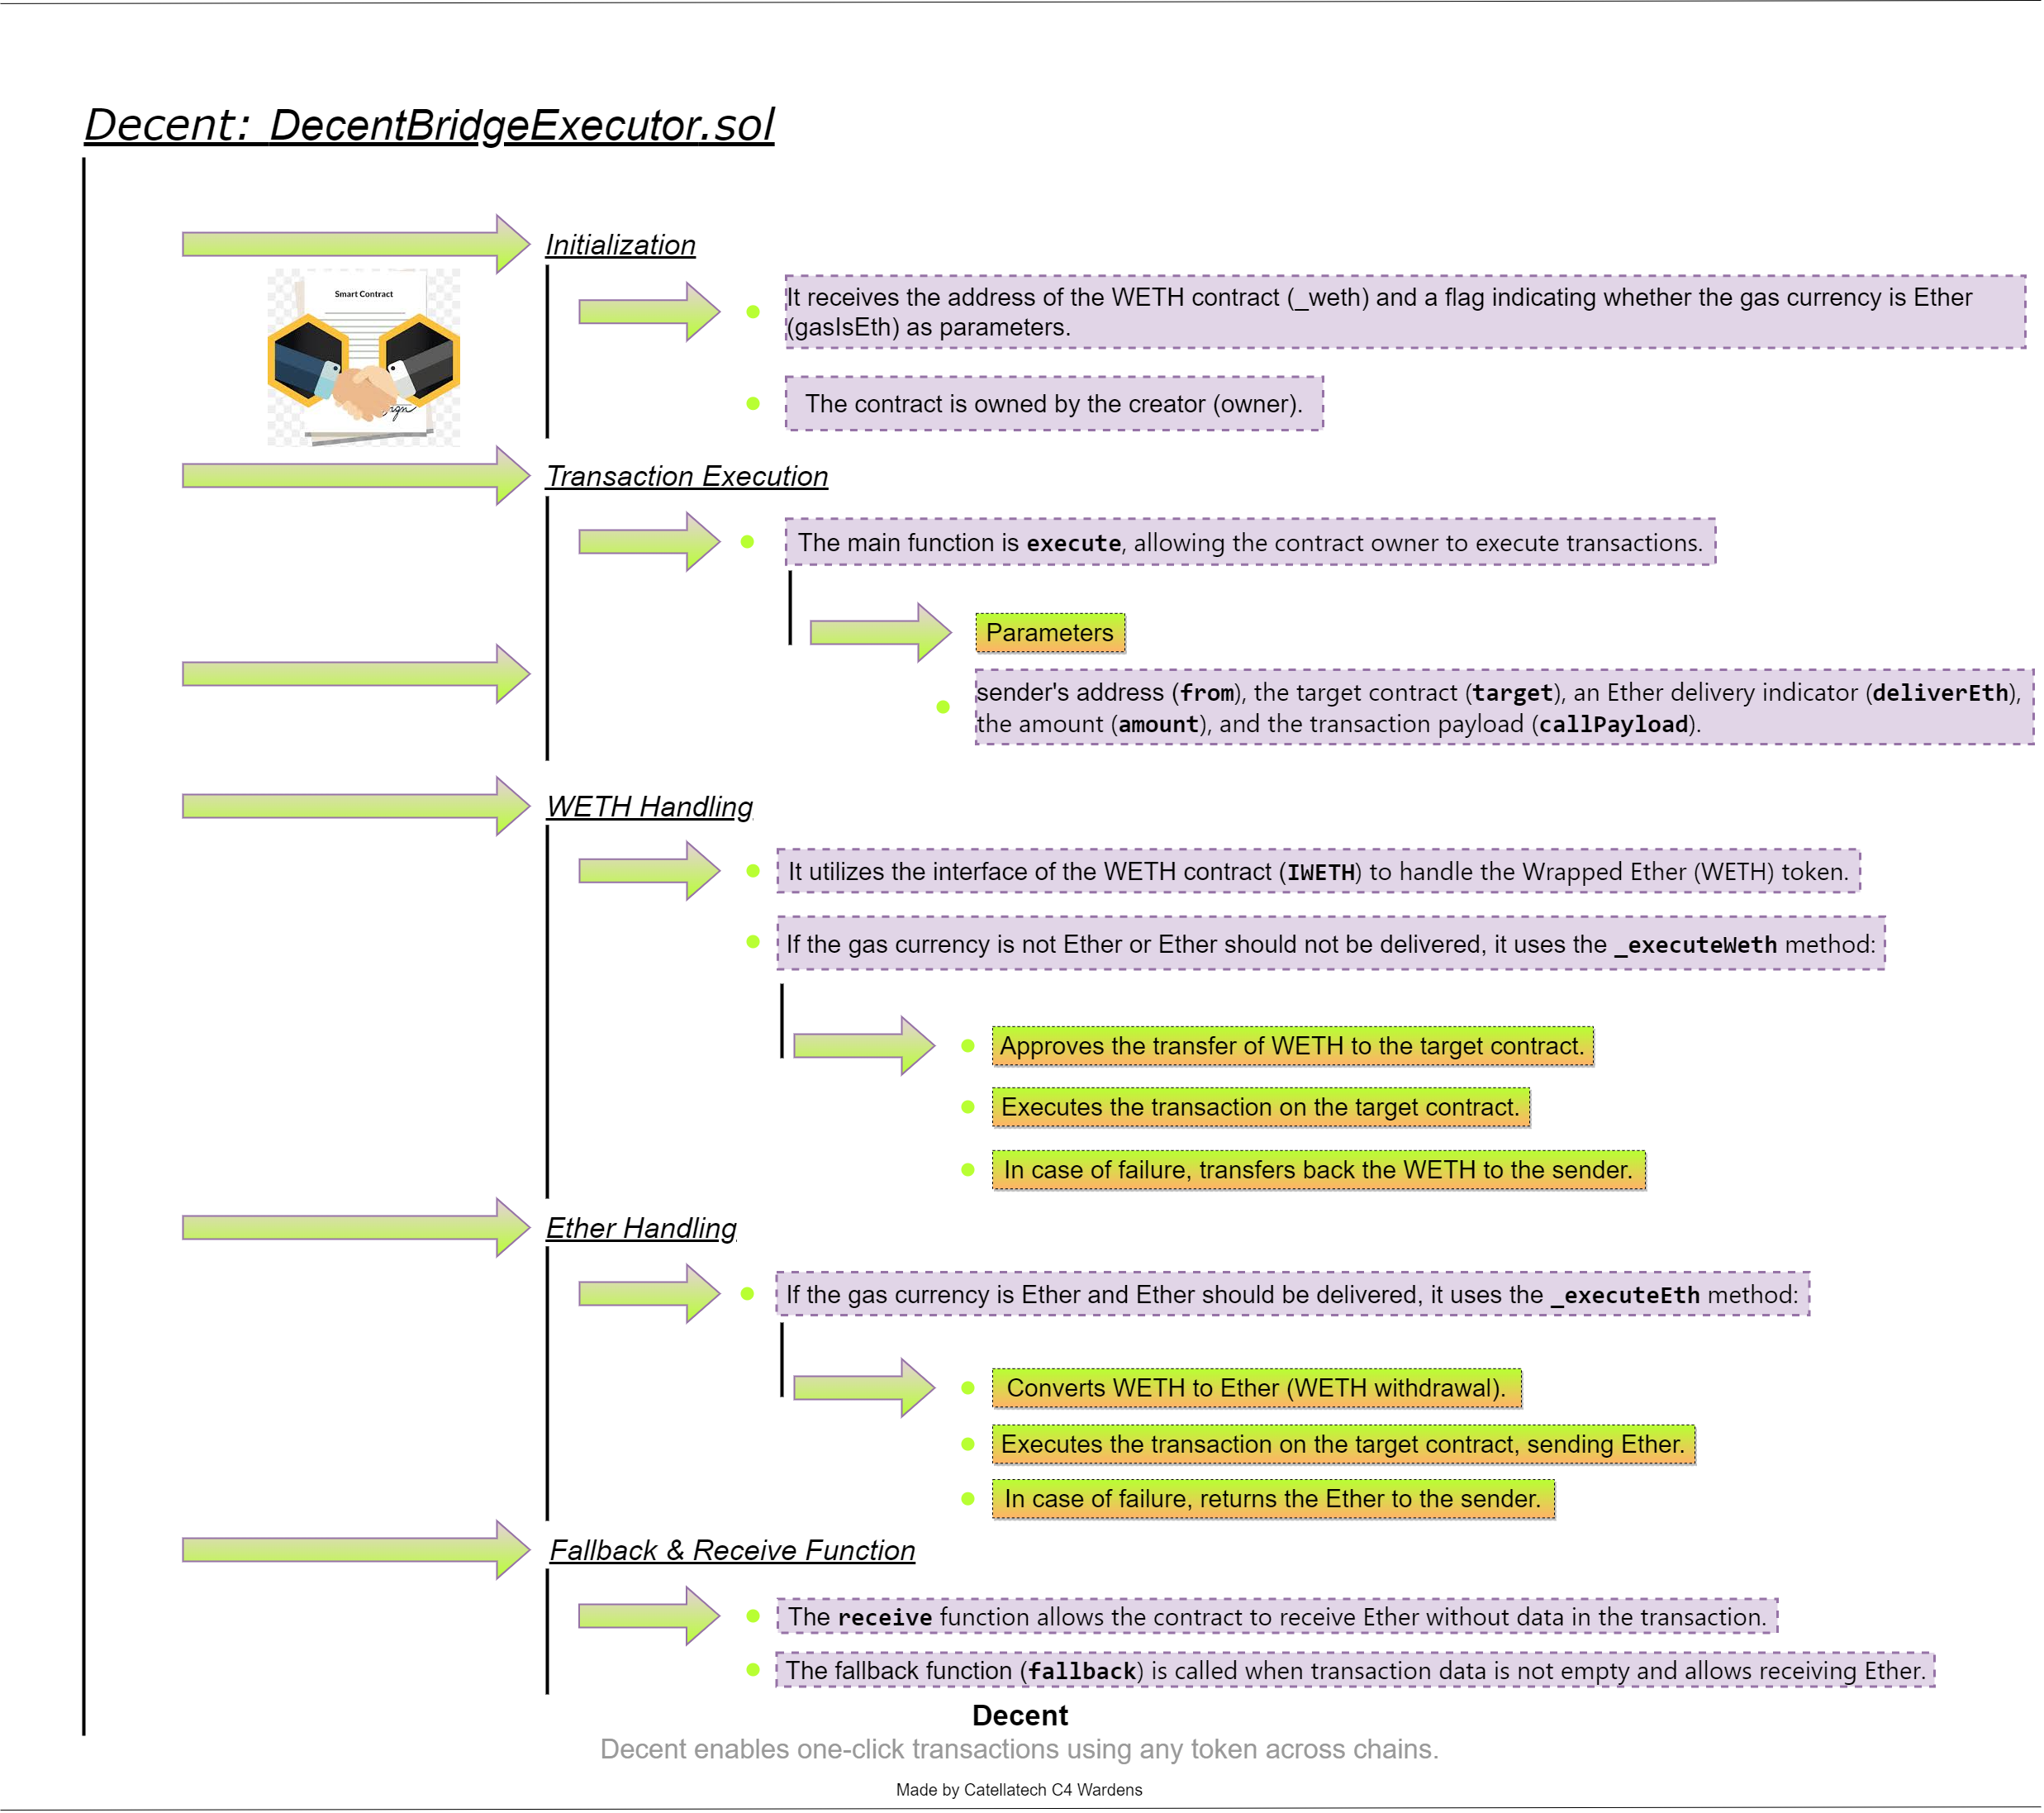 Decent: DecentBridgeExecutor.sol
Initialization
Smart Contract
It receives the address of the WETH contract (_weth) and a flag indicating whether the gas currency is Ether
(gasIsEth) as parameters.
The contract is owned by the creator (owner).
Transaction Execution
The main function is execute, allowing the contract owner to execute transactions.
Parameters
sender's address (from), the target contract (target), an Ether delivery indicator (deliverEth),
the amount (amount), and the transaction payload (callPayload).
WETH Handling
It utilizes the interface of the WETH contract (IWETH) to handle the Wrapped Ether (WETH) token.
If the gas currency is not Ether or Ether should not be delivered, it uses the _executeWeth method:
Approves the transfer of WETH to the target contract.
Executes the transaction on the target contract.
In case of failure, transfers back the WETH to the sender.
Ether Handling
If the gas currency is Ether and Ether should be delivered, it uses the _executeEth method:
Converts WETH to Ether (WETH withdrawal).
Executes the transaction on the target contract, sending Ether.
In case of failure, returns the Ether to the sender.
Fallback & Receive Function
The receive function allows the contract to receive Ether without data in the transaction.
The fallback function (fallback) is called when transaction data is not empty and allows receiving Ether.
Decent
Decent enables one-click transactions using any token across chains.
Made by Catellatech C4 Wardens